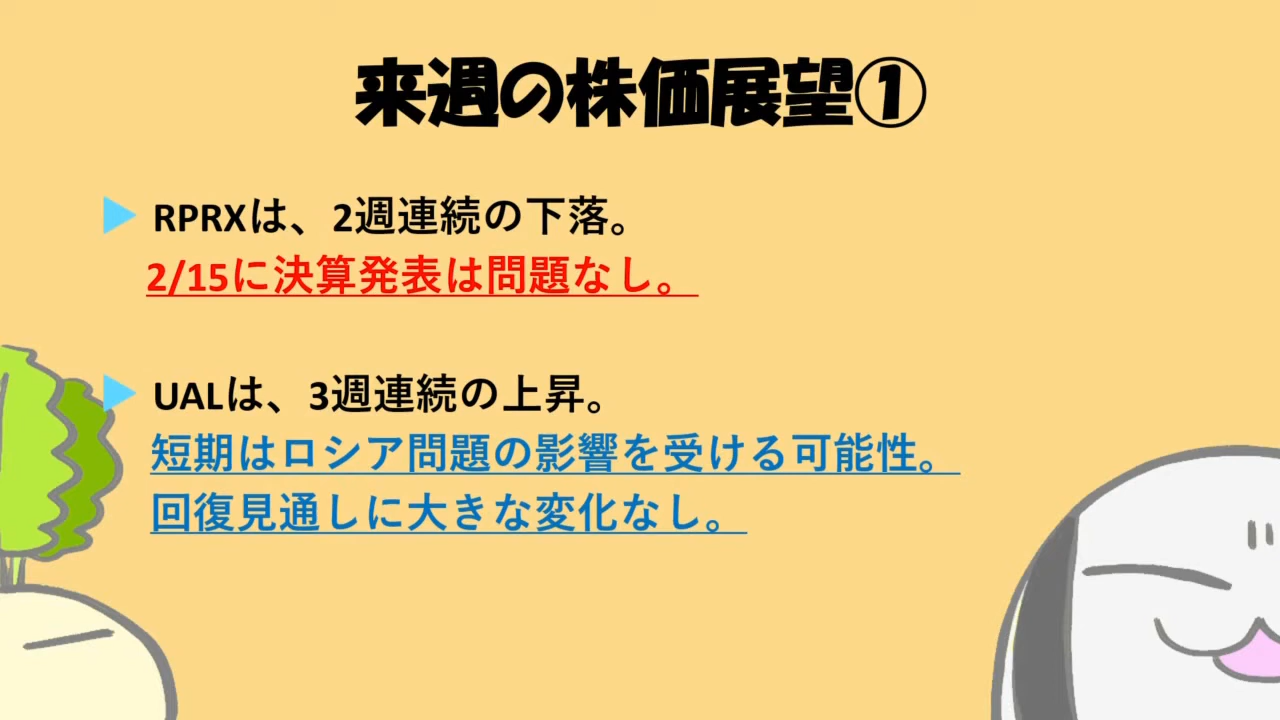 来週の株価展望①
RPRXは、2週連続の下落。
2/15に決算発表は問題なし。
UALは、3週連続の上昇。
短期はロシア問題の影響を受ける可能性。
回復見通しに大きな変化なし。